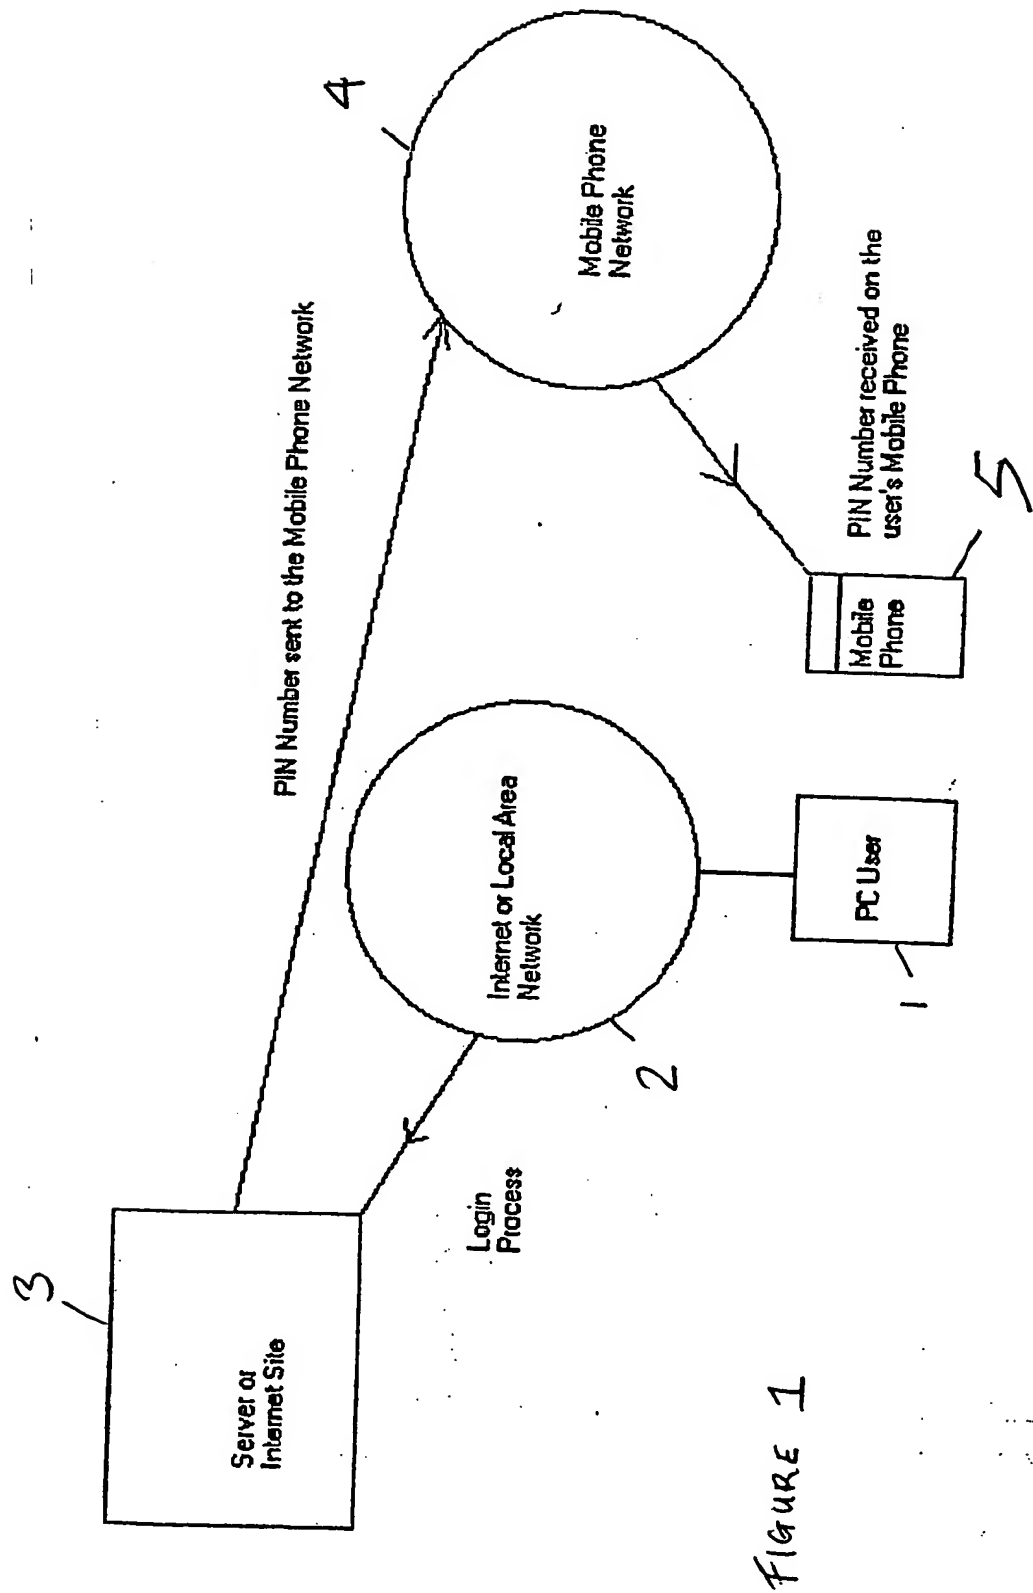 3
Server or
Internet Site
PIN Number sent to the Mobile Phone Network
4
Mobile Phone
Network
Login
Process
Internet or Local Area
Network
2
PC User
1
Mobile
Phone
PIN Number received on the
user's Mobile Phone
5
FIGURE 1